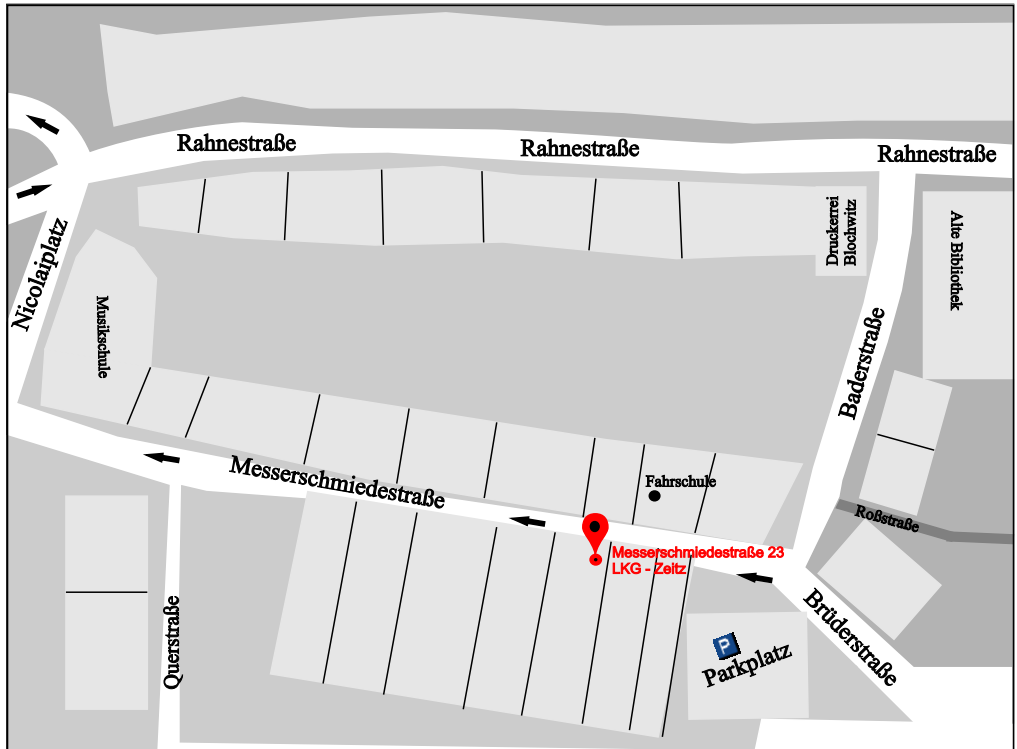 Rahnestraße
Rahnestraße
Rahnestraße
Druckerrei
Blochwitz
Alte Bibliothek
Nicolaiplatz
Musikschule
Baderstraße
Messerschmiedestraße
Fahrschule
Roßstraße
Messerschmiedestraße 23
LKG - Zeitz
Querstraße
Brüderstraße
P
Parkplatz